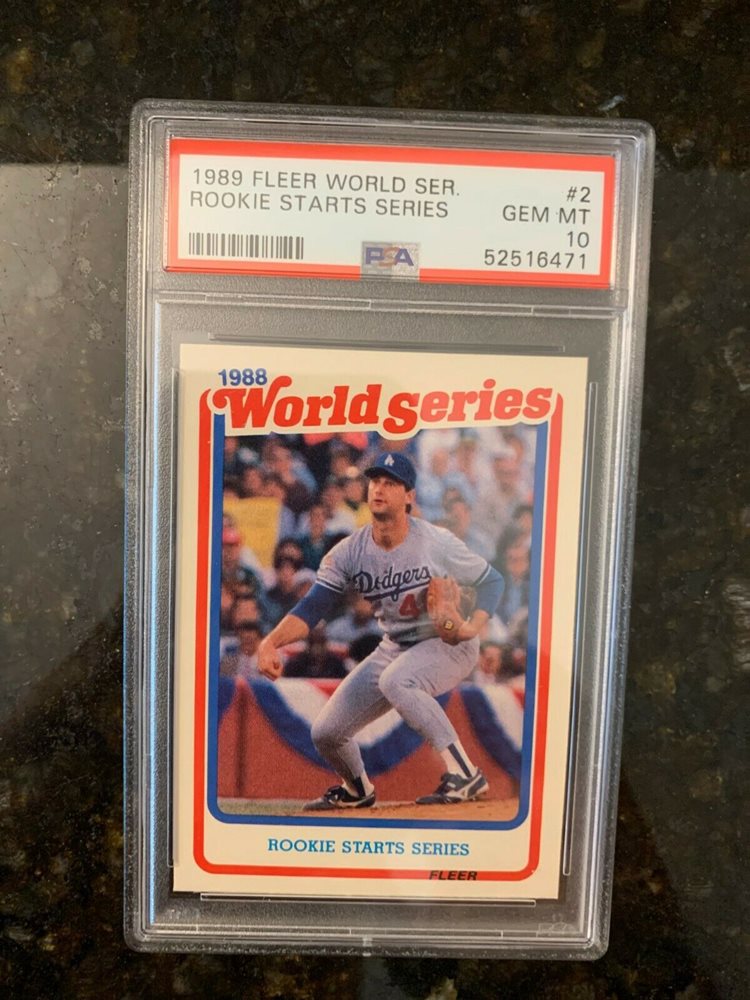 1989 FLEER WORLD SER. #2
ROOKIE STARTS SERIES GEM MT
10
PSA 52516471
1988
World Series
LA
Dodgers
4
ROOKIE STARTS SERIES
FLEER